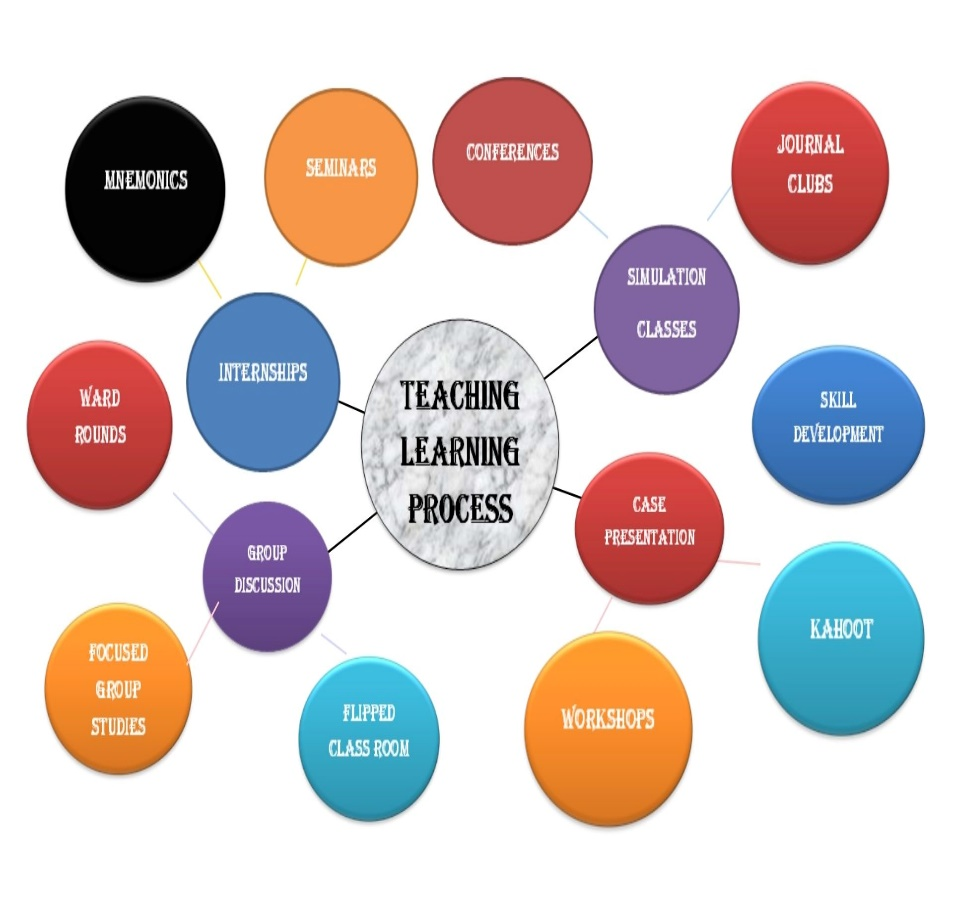 MNEMONICS
SEMINARS
CONFERENCES
JOURNAL
CLUBS
SIMULATION
CLASSES
INTERNSHIPS
WARD
ROUNDS
TEACHING
LEARNING
PROCESS
SKILL
DEVELOPMENT
CASE
PRESENTATION
GROUP
DISCUSSION
KAHOOT
FOCUSED
GROUP
STUDIES
FLIPPED
CLASS ROOM
WORKSHOPS